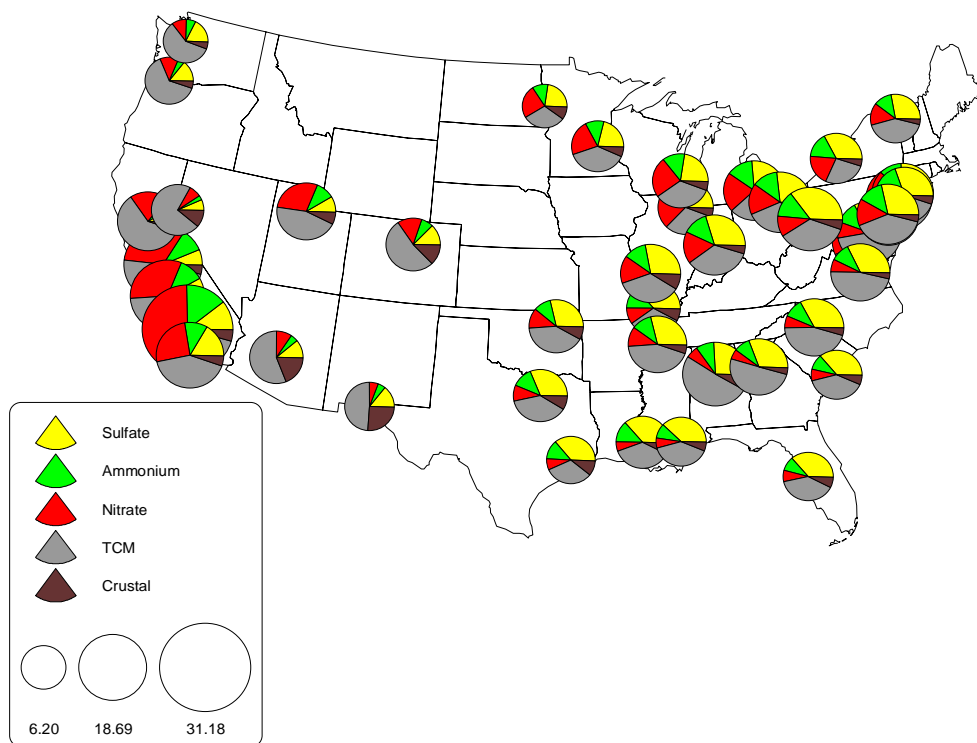 Sulfate
Ammonium
Nitrate
TCM
Crustal
6.20 18.69 31.18